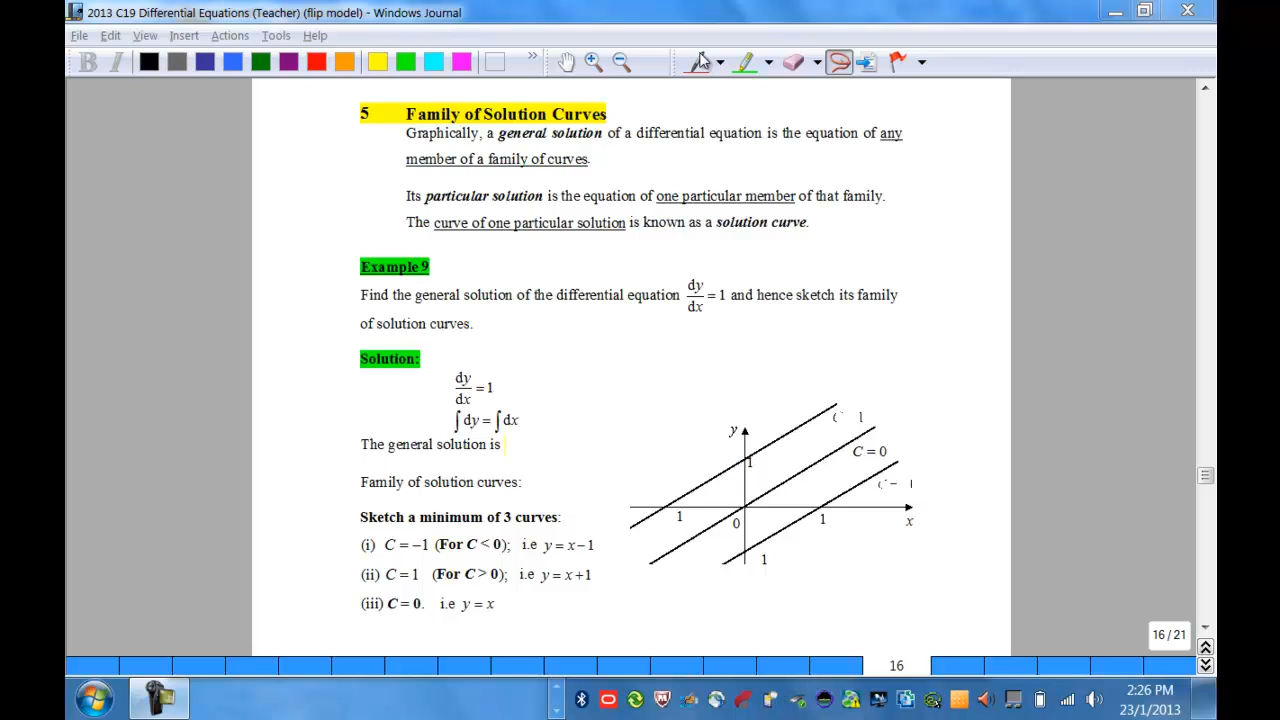 2013 C19 Differential Equations (Teacher) (flip model) - Windows Journal
File Edit View Insert Actions Tools Help
B I »
5 Family of Solution Curves
Graphically, a general solution of a differential equation is the equation of any
member of a family of curves.
Its particular solution is the equation of one particular member of that family.
The curve of one particular solution is known as a solution curve.
Example 9
Find the general solution of the differential equation dy/dx = 1 and hence sketch its family
of solution curves.
Solution:
dy/dx = 1
∫dy = ∫dx
The general solution is
Family of solution curves:
Sketch a minimum of 3 curves:
(i) C = −1 (For C < 0); i.e y = x−1
(ii) C = 1 (For C > 0); i.e y = x+1
(iii) C = 0. i.e y = x
y
1
C = 0
1
0
1
x
1
16 / 21
16
2:26 PM
23/1/2013